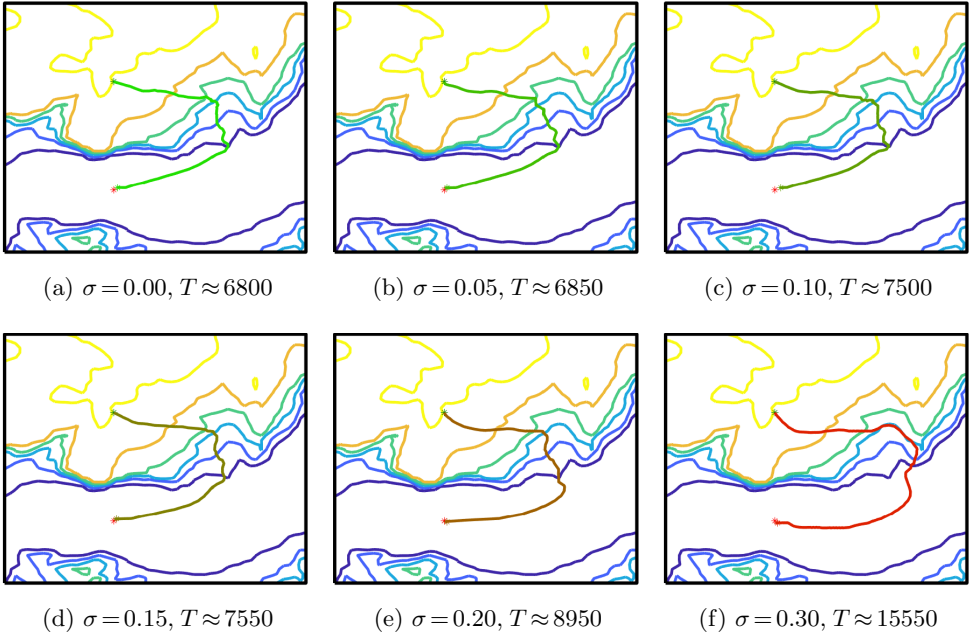 (a) σ=0.00, T≈6800
(b) σ=0.05, T≈6850
(c) σ=0.10, T≈7500
(d) σ=0.15, T≈7550
(e) σ=0.20, T≈8950
(f) σ=0.30, T≈15550